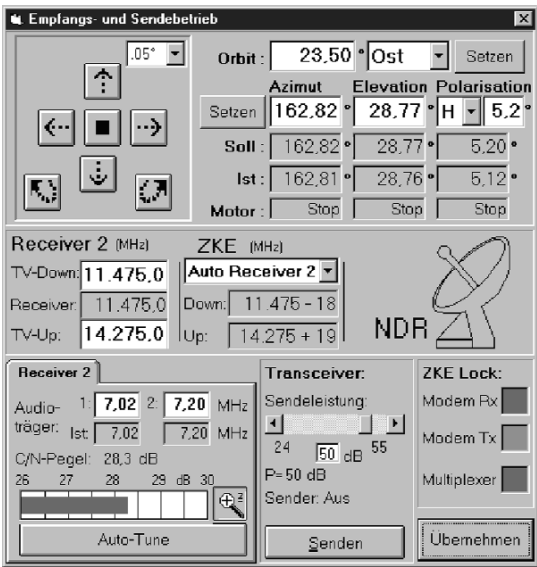 Empfangs- und Sendebetrieb
.05°
Orbit : 23,50 ° Ost Setzen
Azimut Elevation Polarisation
Setzen 162,82 ° 28,77 ° H 5,2 °
Soll : 162,82 ° 28,77 ° 5,20 °
Ist : 162,81 ° 28,76 ° 5,12 °
Motor : Stop Stop Stop
Receiver 2 (MHz) ZKE (MHz)
TV-Down: 11.475,0 Auto Receiver 2
Receiver: 11.475,0 Down: 11.475 - 18
TV-Up: 14.275,0 Up: 14.275 + 19
NDR
Receiver 2
Audio- 1: 7,02 2: 7,20 MHz
träger: Ist: 7,02 7,20 MHz
C/N-Pegel: 28,3 dB
26 27 28 29 dB 30
Auto-Tune
Transceiver:
Sendeleistung:
24 50 dB 55
P= 50 dB
Sender: Aus
Senden
ZKE Lock:
Modem Rx
Modem Tx
Multiplexer
Übernehmen